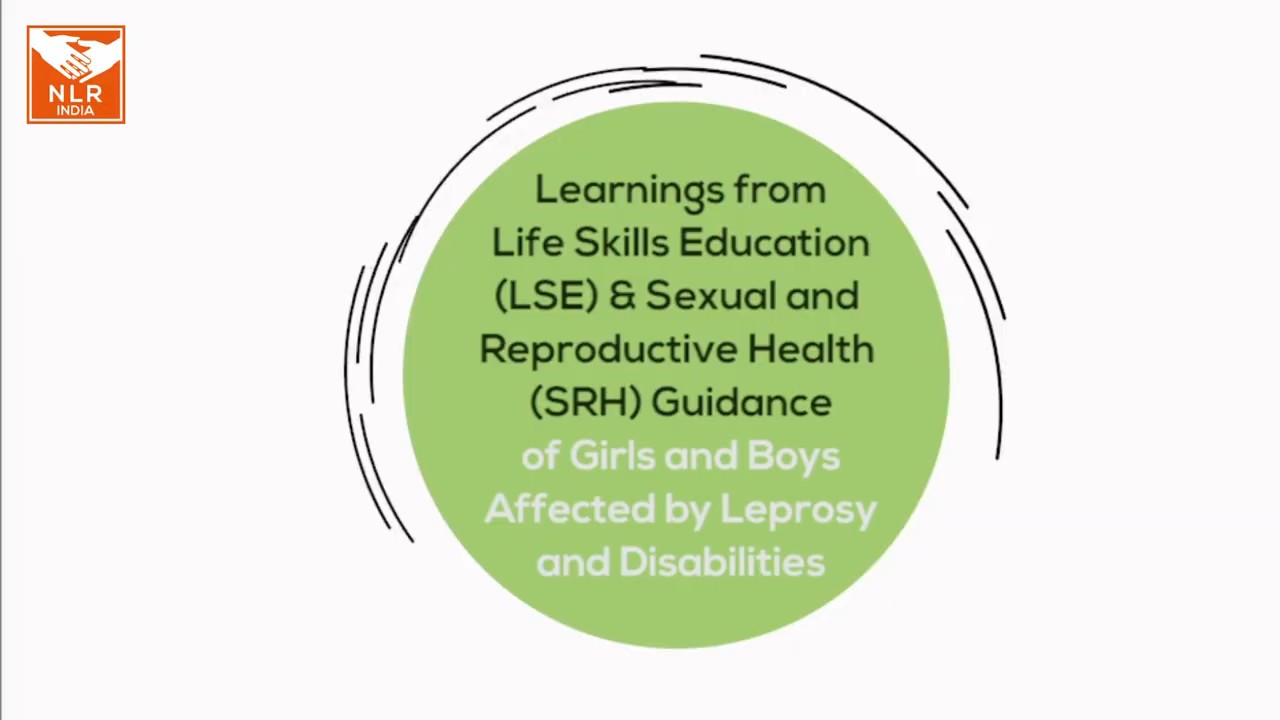 NLR
INDIA
Learnings from
Life Skills Education
(LSE) & Sexual and
Reproductive Health
(SRH) Guidance
of Girls and Boys
Affected by Leprosy
and Disabilities